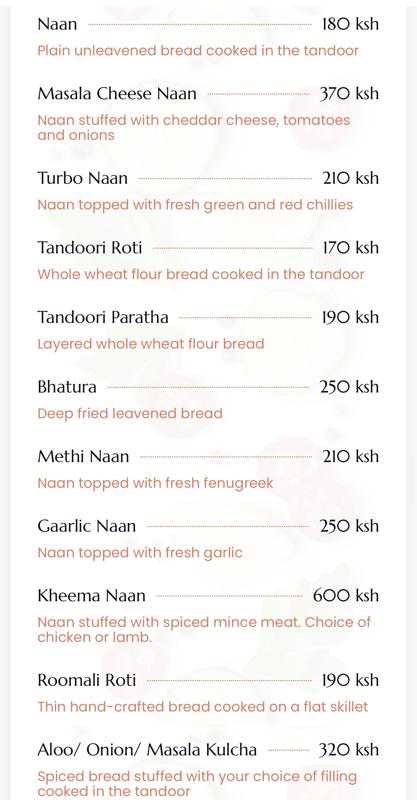 Naan 180 ksh
Plain unleavened bread cooked in the tandoor
Masala Cheese Naan 370 ksh
Naan stuffed with cheddar cheese, tomatoes
and onions
Turbo Naan 210 ksh
Naan topped with fresh green and red chillies
Tandoori Roti 170 ksh
Whole wheat flour bread cooked in the tandoor
Tandoori Paratha 190 ksh
Layered whole wheat flour bread
Bhatura 250 ksh
Deep fried leavened bread
Methi Naan 210 ksh
Naan topped with fresh fenugreek
Gaarlic Naan 250 ksh
Naan topped with fresh garlic
Kheema Naan 600 ksh
Naan stuffed with spiced mince meat. Choice of
chicken or lamb.
Roomali Roti 190 ksh
Thin hand-crafted bread cooked on a flat skillet
Aloo/ Onion/ Masala Kulcha 320 ksh
Spiced bread stuffed with your choice of filling
cooked in the tandoor